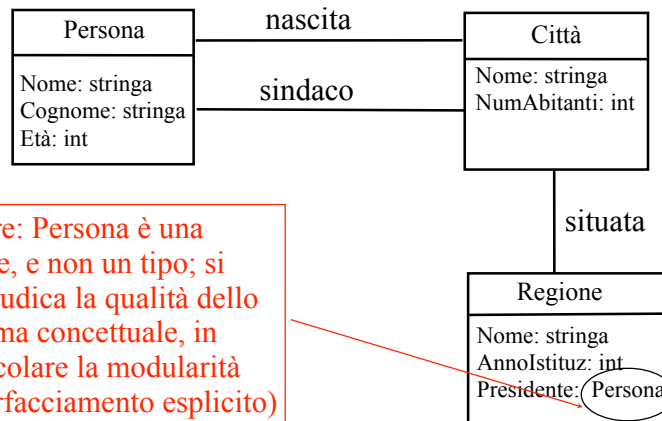 Persona
nascita
Città
Nome: stringa
Cognome: stringa
Età: int
sindaco
Nome: stringa
NumAbitanti: int
situata
re: Persona è una
e, e non un tipo; si
udica la qualità dello
ma concettuale, in
colare la modularità
rfacciamento esplicito)
Regione
Nome: stringa
AnnoIstituz: int
Presidente: Persona